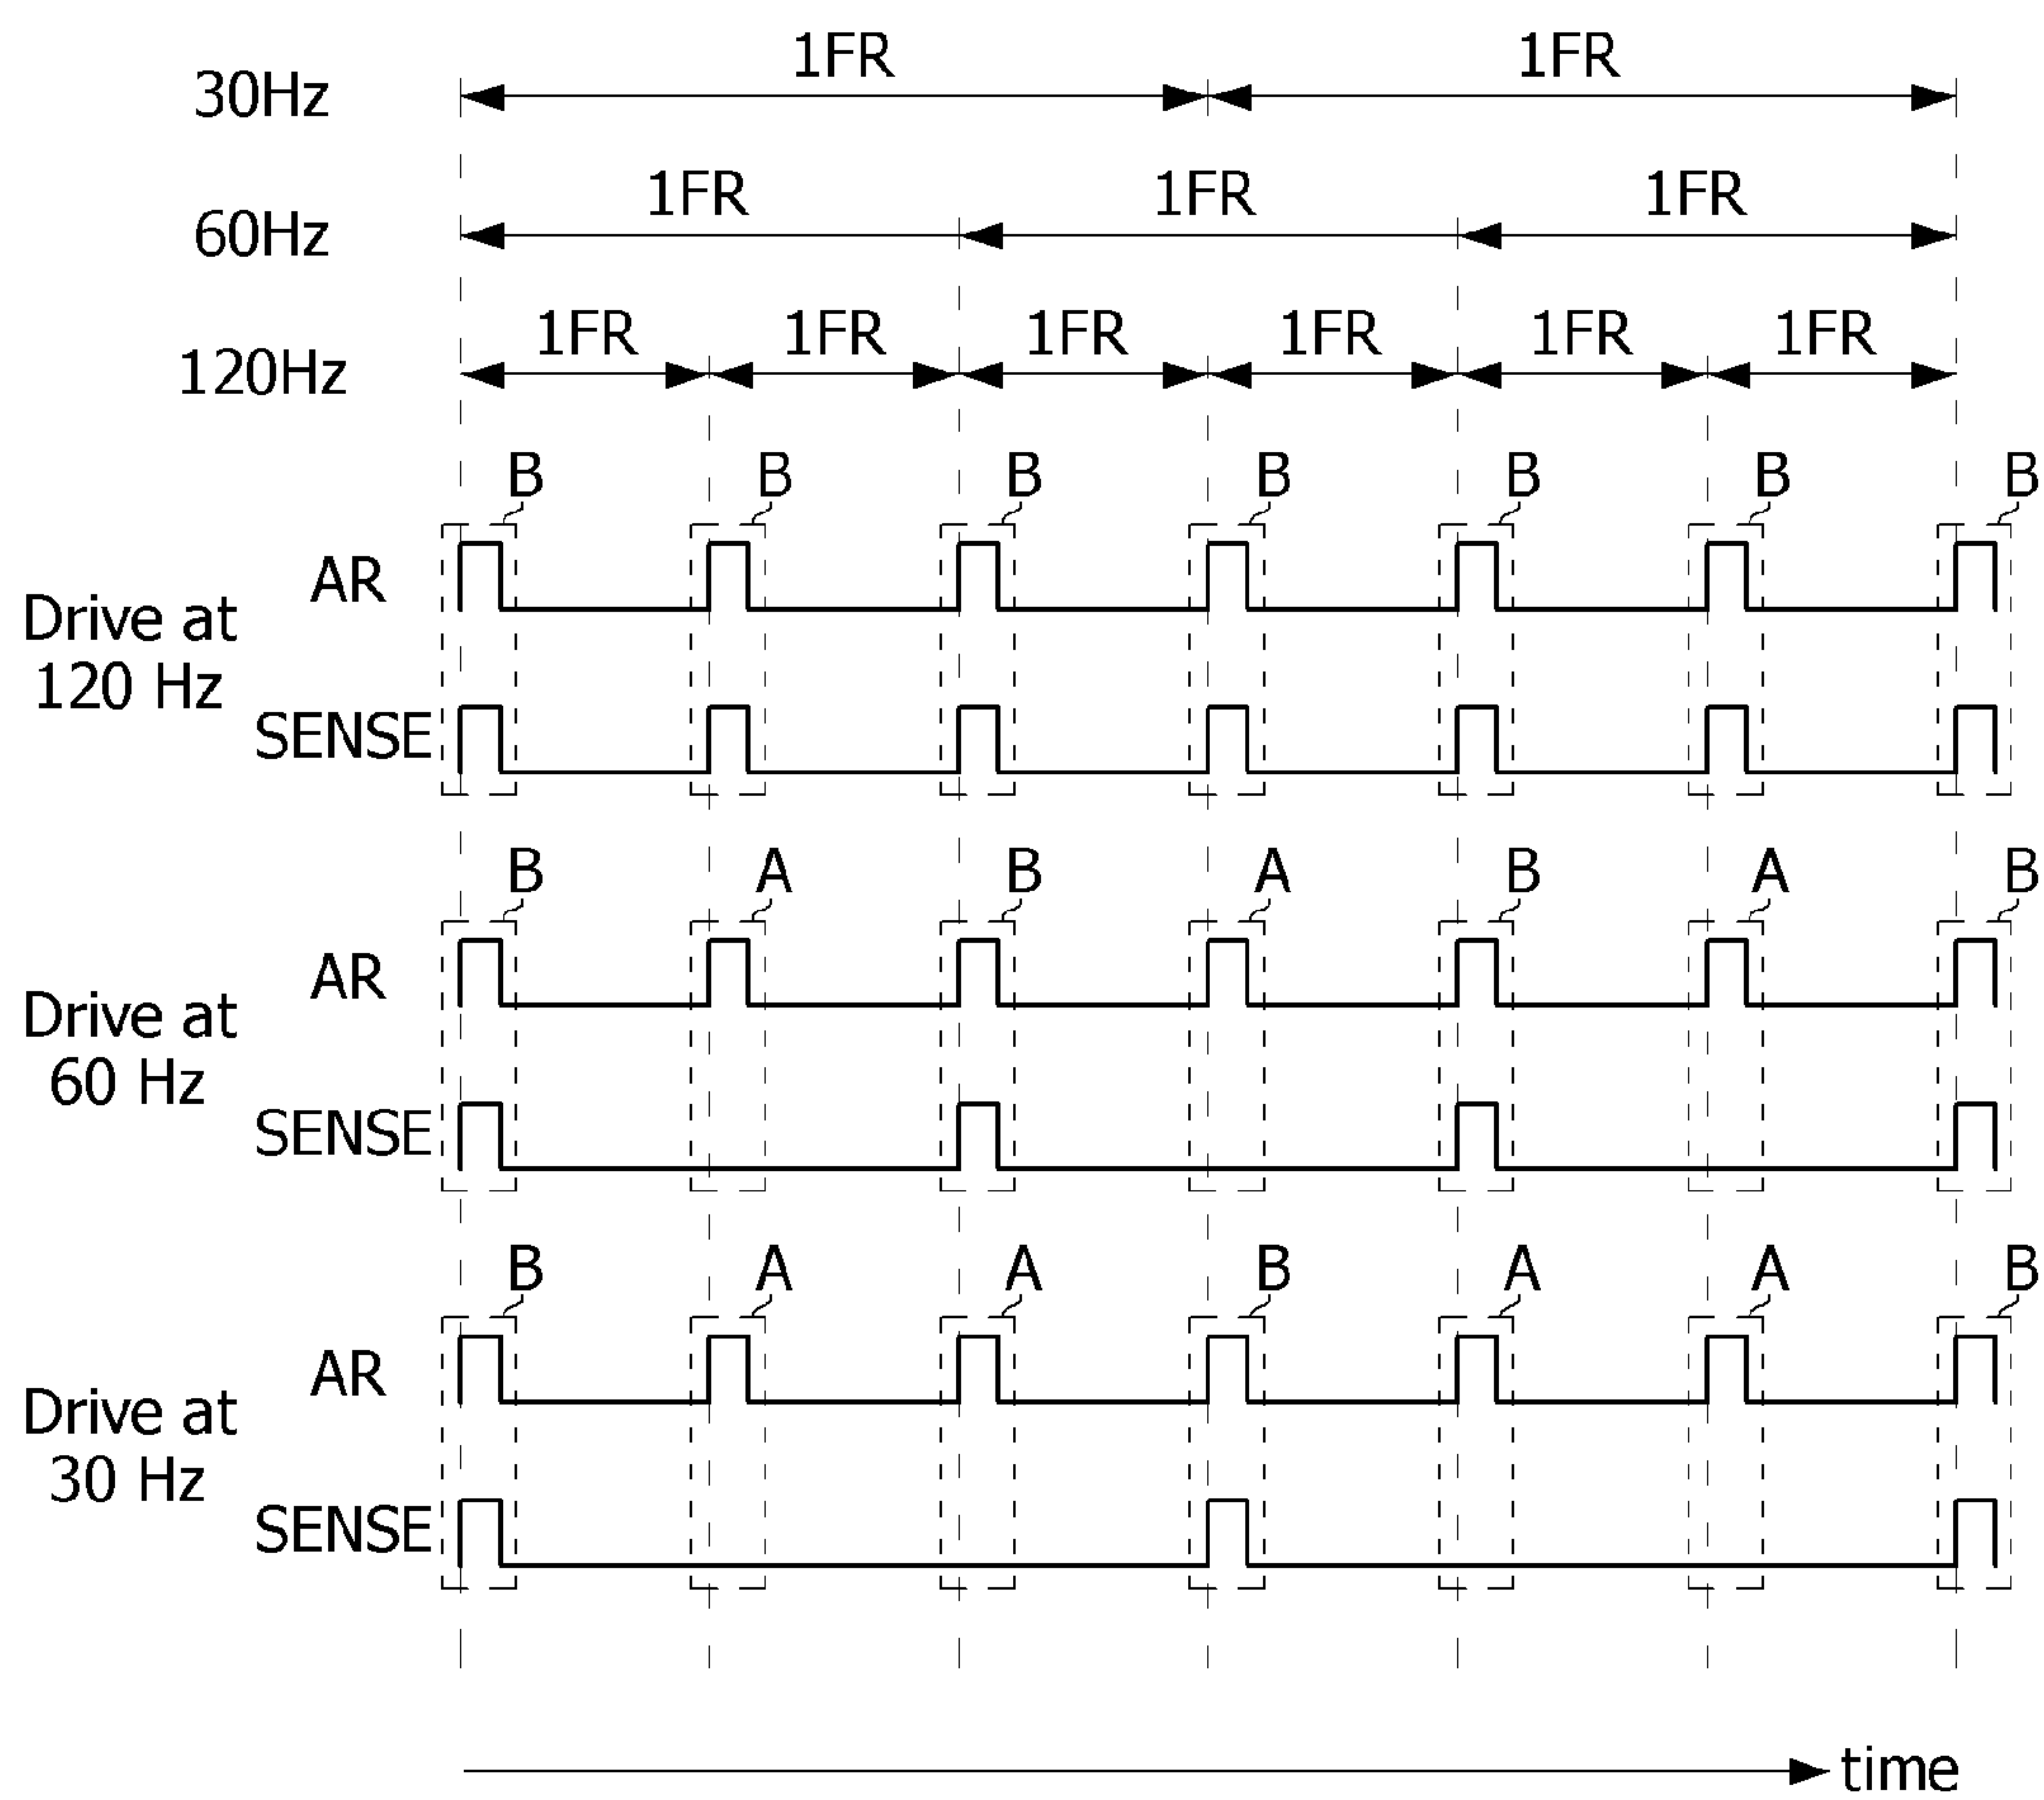 30Hz 1FR 1FR
60Hz 1FR 1FR 1FR
120Hz 1FR 1FR 1FR 1FR 1FR 1FR
B B B B B B B
AR
Drive at
120 Hz
SENSE
B A B A B A B
AR
Drive at
60 Hz
SENSE
B A A B A A B
AR
Drive at
30 Hz
SENSE
time